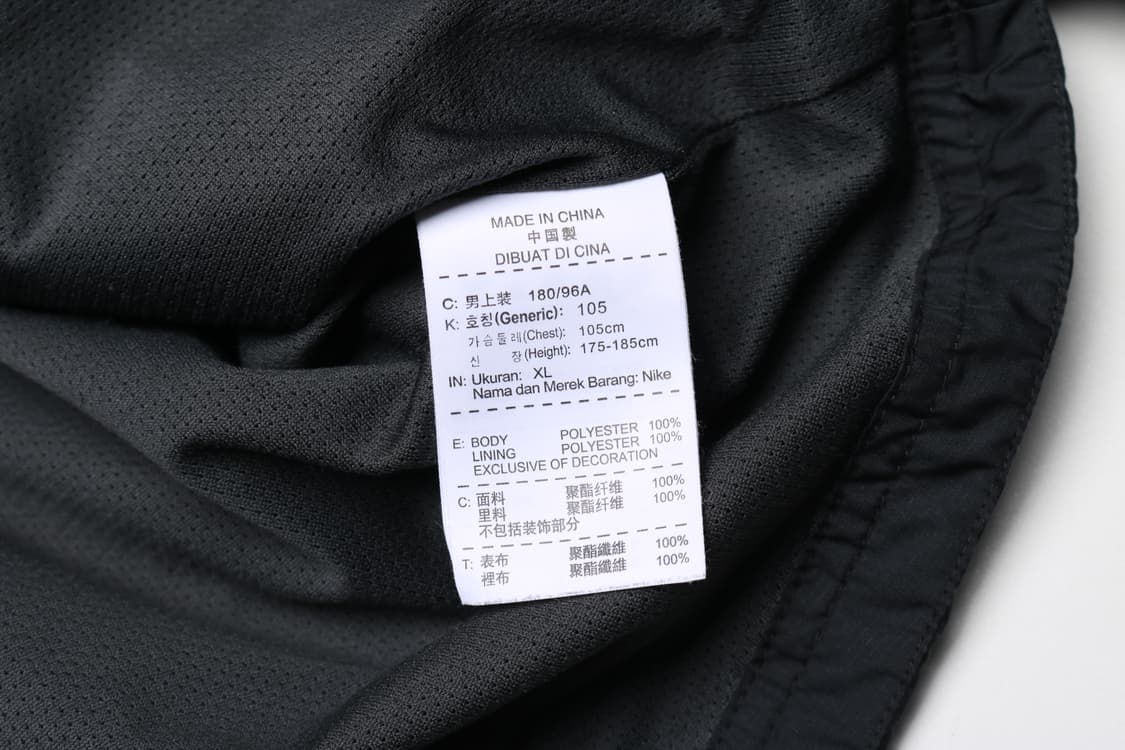 MADE IN CHINA
中国製
DIBUAT DI CINA
C: 男上装 180/96A
K: 호칭(Generic): 105
가슴둘레(Chest): 105cm
신 장(Height): 175-185cm
IN: Ukuran: XL
Nama dan Merek Barang: Nike
E: BODY POLYESTER 100%
LINING POLYESTER 100%
EXCLUSIVE OF DECORATION
C: 面料 聚酯纤维 100%
里料 聚酯纤维 100%
不包括装饰部分
T: 表布 聚酯纖維 100%
裡布 聚酯纖維 100%